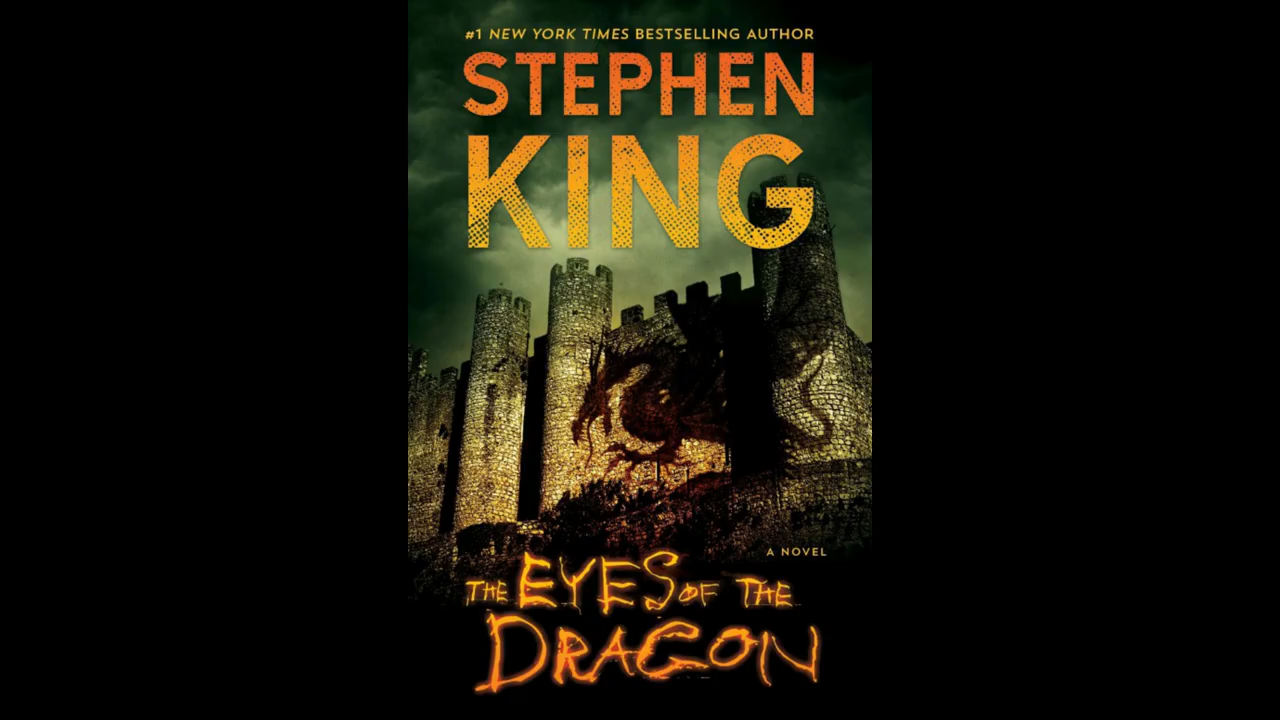 #1 NEW YORK TIMES BESTSELLING AUTHOR
STEPHEN
KING
A NOVEL
THE EYES OF THE
DRAGON